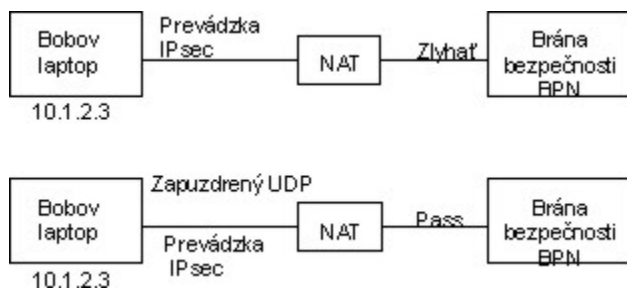 Bobov
laptop
10.1.2.3
Prevádzka
IPsec
NAT
Zlyhať
Brána
bezpečnosti
BPN
Bobov
laptop
10.1.2.3
Zapuzdrený UDP
Prevádzka
IPsec
NAT
Pass
Brána
bezpečnosti
BPN